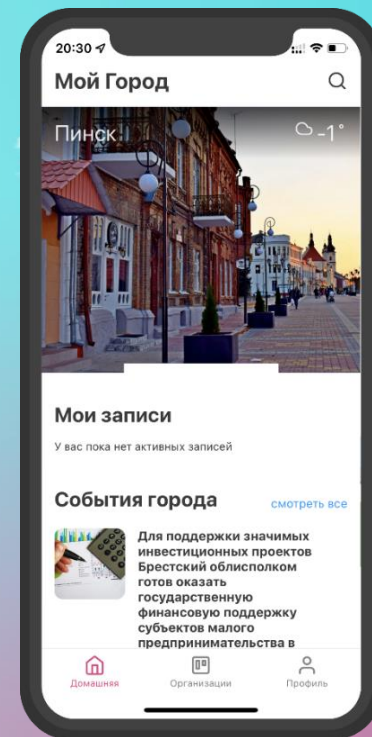 20:30
Мой Город
Пинск
-1°
Мои записи
У вас пока нет активных записей
События города
смотреть все
Для поддержки значимых
инвестиционных проектов
Брестский облисполком
готов оказать
государственную
финансовую поддержку
субъектов малого
предпринимательства в
Домашняя
Организации
Профиль